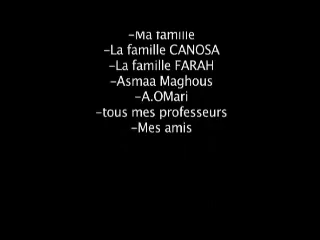 -Ma famille
-La famille CANOSA
-La famille FARAH
-Asmaa Maghous
-A.OMari
-tous mes professeurs
-Mes amis